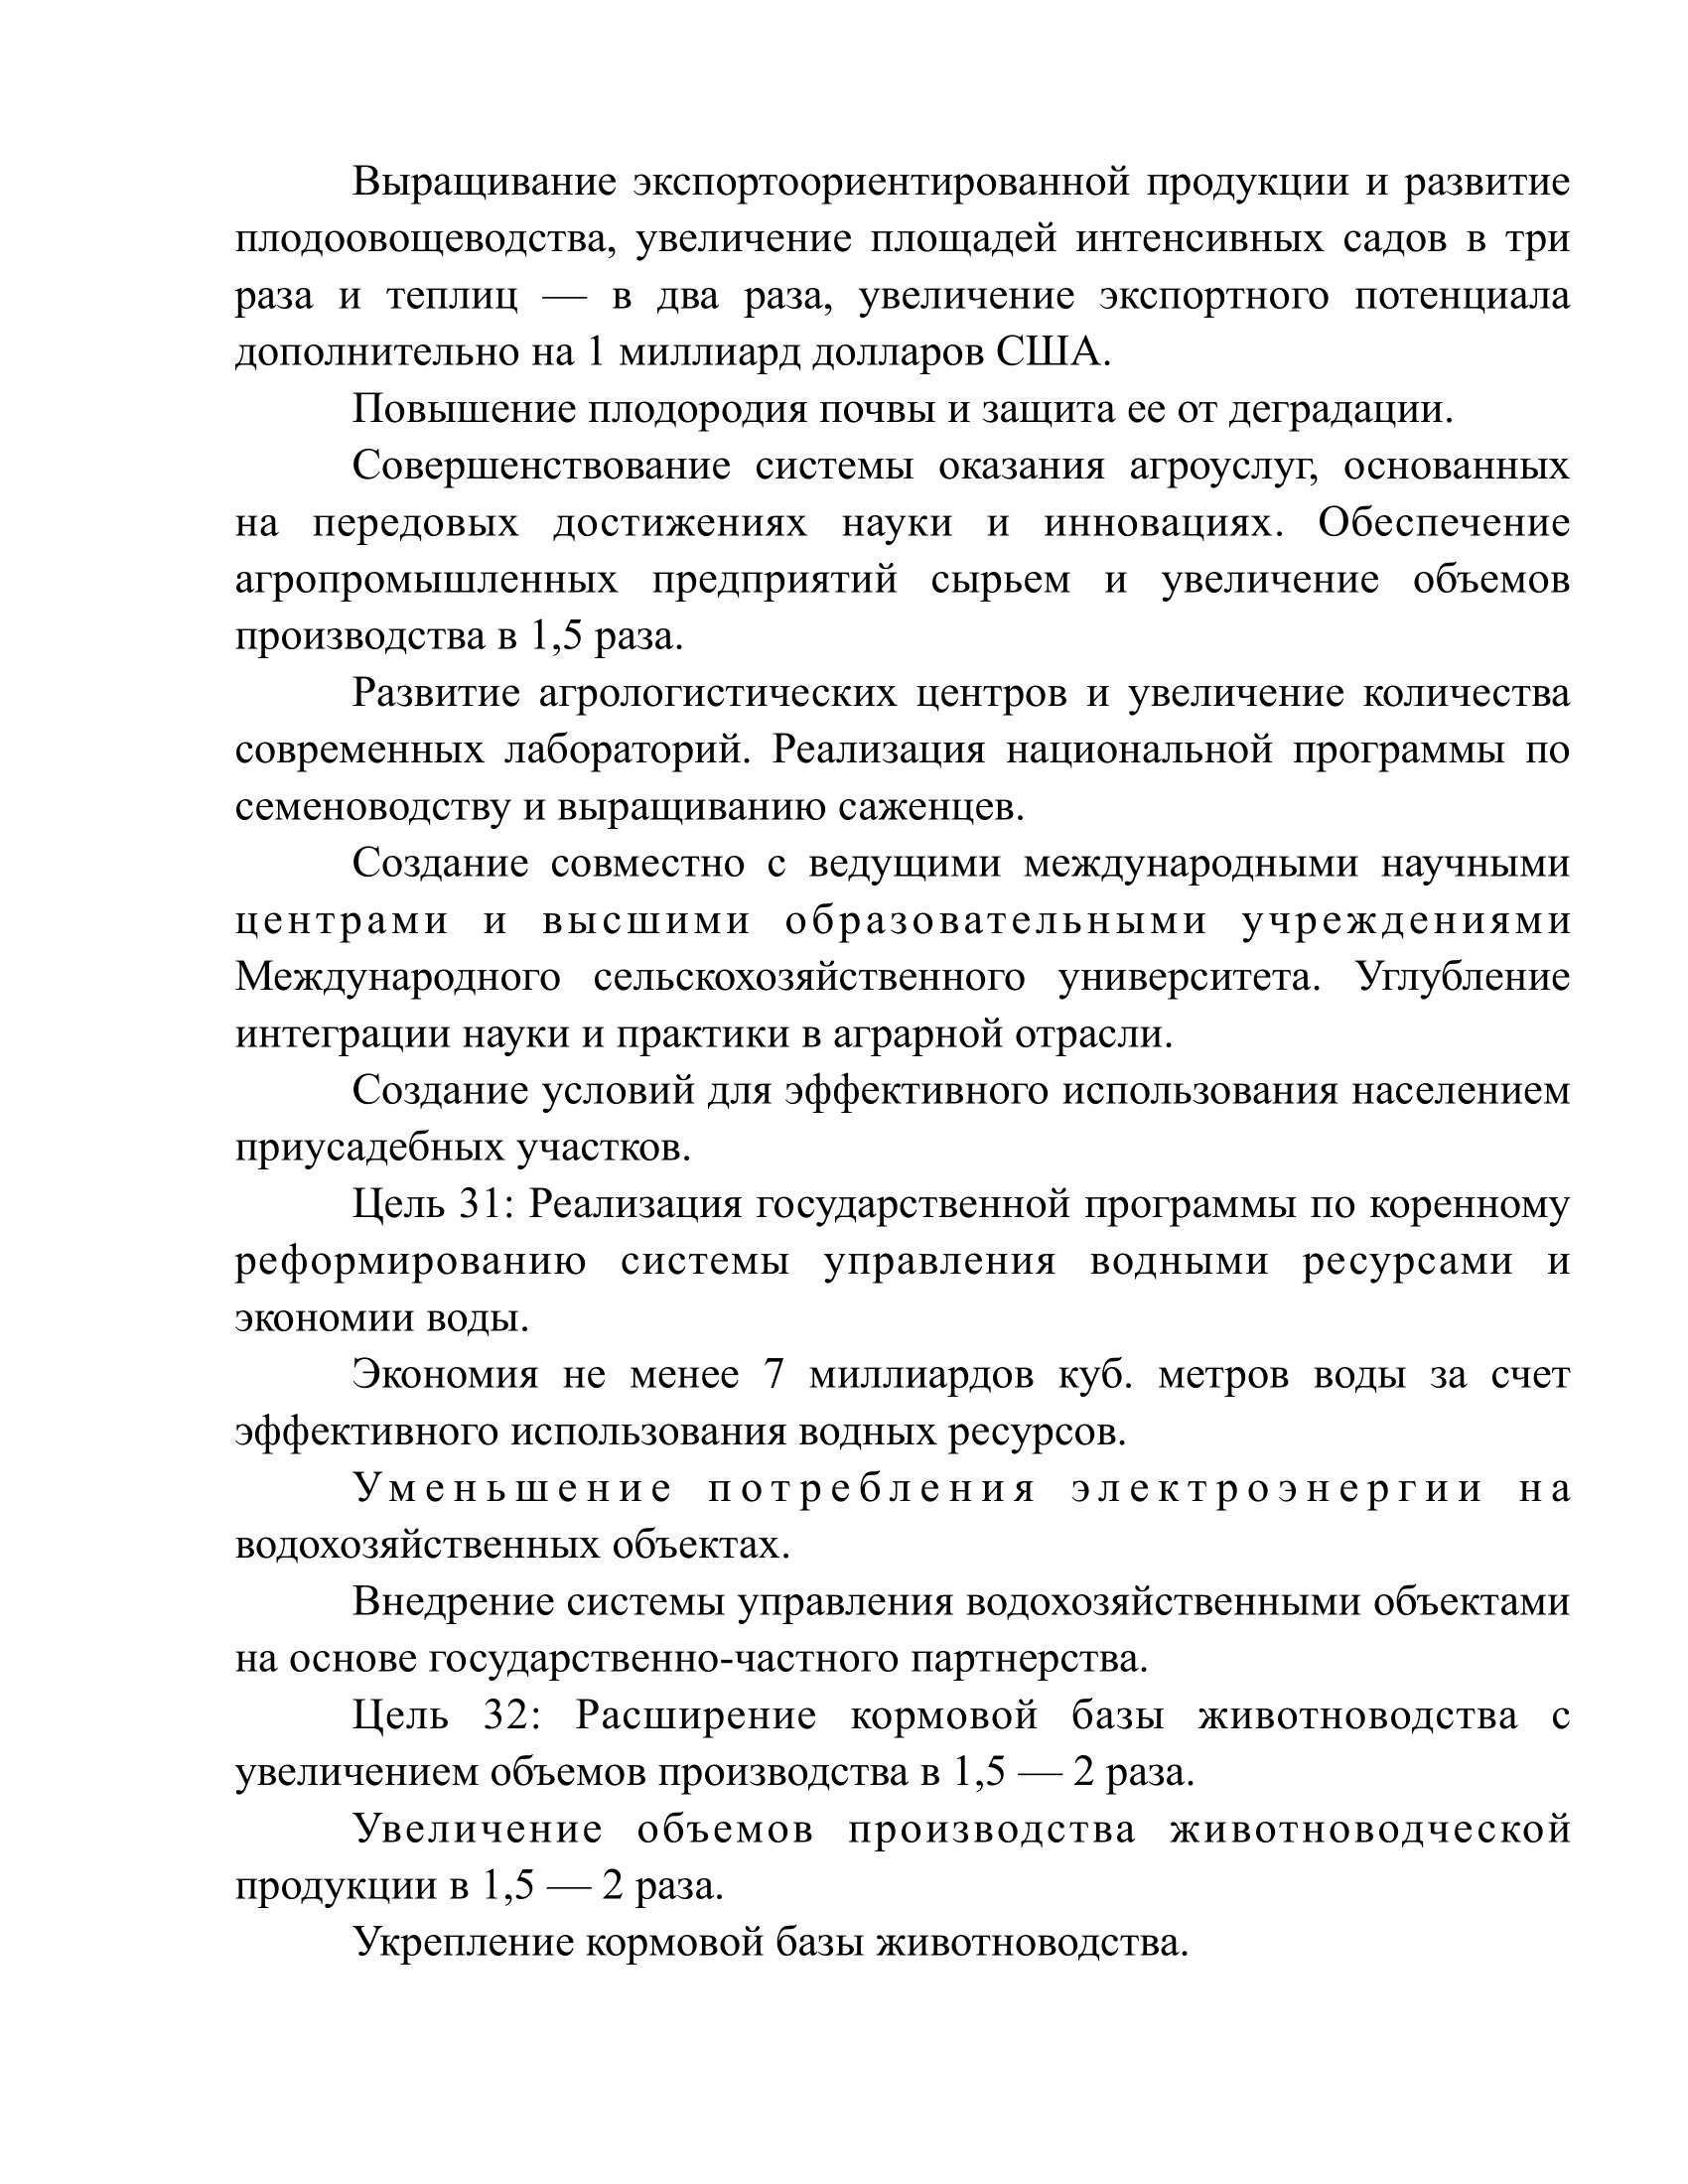 Выращивание экспортоориентированной продукции и развитие
плодоовощеводства, увеличение площадей интенсивных садов в три
раза и теплиц — в два раза, увеличение экспортного потенциала
дополнительно на 1 миллиард долларов США.
Повышение плодородия почвы и защита ее от деградации.
Совершенствование системы оказания агроуслуг, основанных
на передовых достижениях науки и инновациях. Обеспечение
агропромышленных предприятий сырьем и увеличение объемов
производства в 1,5 раза.
Развитие агрологистических центров и увеличение количества
современных лабораторий. Реализация национальной программы по
семеноводству и выращиванию саженцев.
Создание совместно с ведущими международными научными
центрами и высшими образовательными учреждениями
Международного сельскохозяйственного университета. Углубление
интеграции науки и практики в аграрной отрасли.
Создание условий для эффективного использования населением
приусадебных участков.
Цель 31: Реализация государственной программы по коренному
реформированию системы управления водными ресурсами и
экономии воды.
Экономия не менее 7 миллиардов куб. метров воды за счет
эффективного использования водных ресурсов.
Уменьшение потребления электроэнергии на
водохозяйственных объектах.
Внедрение системы управления водохозяйственными объектами
на основе государственно-частного партнерства.
Цель 32: Расширение кормовой базы животноводства с
увеличением объемов производства в 1,5 — 2 раза.
Увеличение объемов производства животноводческой
продукции в 1,5 — 2 раза.
Укрепление кормовой базы животноводства.